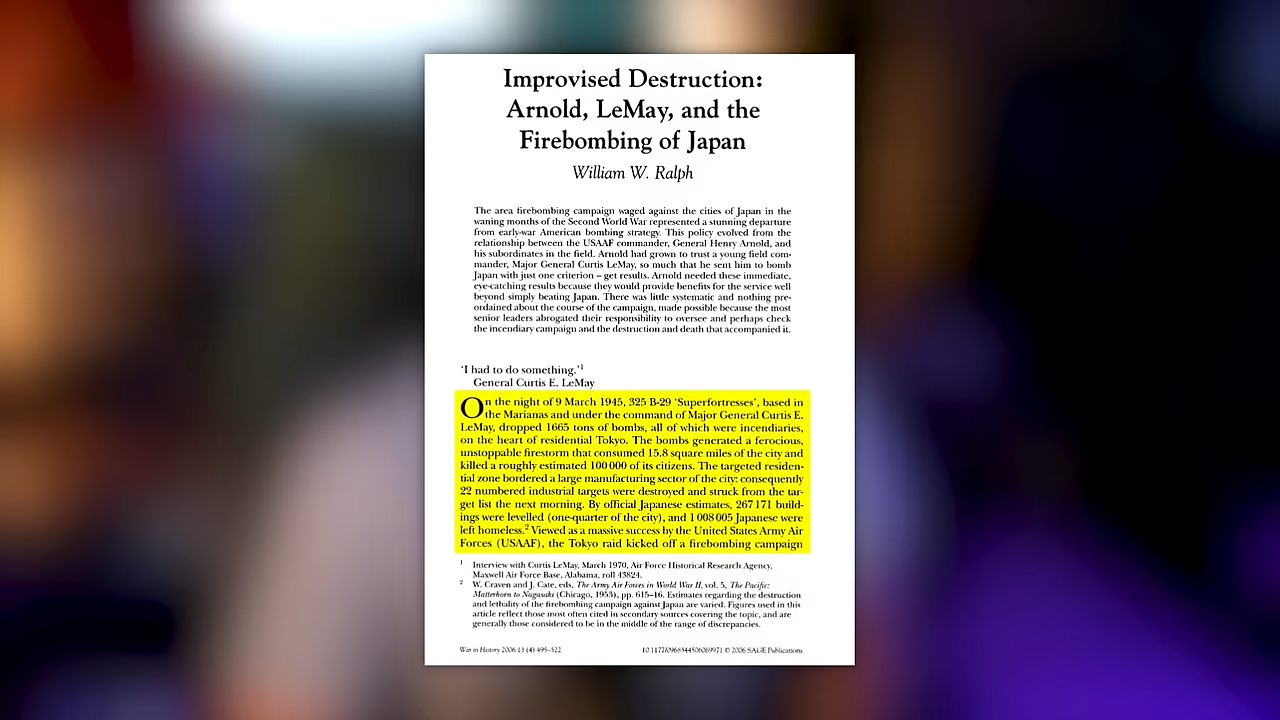 Improvised Destruction:
Arnold, LeMay, and the
Firebombing of Japan
William W. Ralph
The area firebombing campaign waged against the cities of Japan in the
waning months of the Second World War represented a stunning departure
from early-war American bombing strategy. This policy evolved from the
relationship between the USAAF commander, General Henry Arnold, and
his subordinates in the field. Arnold had grown to trust a young field com-
mander, Major General Curtis LeMay, so much that he sent him to bomb
Japan with just one criterion – get results. Arnold needed these immediate,
eye-catching results because they would provide benefits for the service well
beyond simply beating Japan. There was little systematic and nothing pre-
ordained about the course of the campaign, made possible because the most
senior leaders abrogated their responsibility to oversee and perhaps check
the incendiary campaign and the destruction and death that accompanied it.
'I had to do something.'1
General Curtis E. LeMay
On the night of 9 March 1945, 325 B-29 'Superfortresses', based in
the Marianas and under the command of Major General Curtis E.
LeMay, dropped 1665 tons of bombs, all of which were incendiaries,
on the heart of residential Tokyo. The bombs generated a ferocious,
unstoppable firestorm that consumed 15.8 square miles of the city and
killed a roughly estimated 100 000 of its citizens. The targeted residen-
tial zone bordered a large manufacturing sector of the city: consequently
22 numbered industrial targets were destroyed and struck from the tar-
get list the next morning. By official Japanese estimates, 267 171 build-
ings were levelled (one-quarter of the city), and 1 008 005 Japanese were
left homeless.2 Viewed as a massive success by the United States Army Air
Forces (USAAF), the Tokyo raid kicked off a firebombing campaign
1 Interview with Curtis LeMay, March 1970, Air Force Historical Research Agency,
Maxwell Air Force Base, Alabama, roll 43824.
2 W. Craven and J. Cate, eds, The Army Air Forces in World War II, vol. 5, The Pacific:
Matterhorn to Nagasaki (Chicago, 1953), pp. 615–16. Estimates regarding the destruction
and lethality of the firebombing campaign against Japan are varied. Figures used in this
article reflect those most often cited in secondary sources covering the topic, and are
generally those considered to be in the middle of the range of discrepancies.
War in History 2006 13 (4) 495–522
10.1177/0968344506069971 © 2006 SAGE Publications